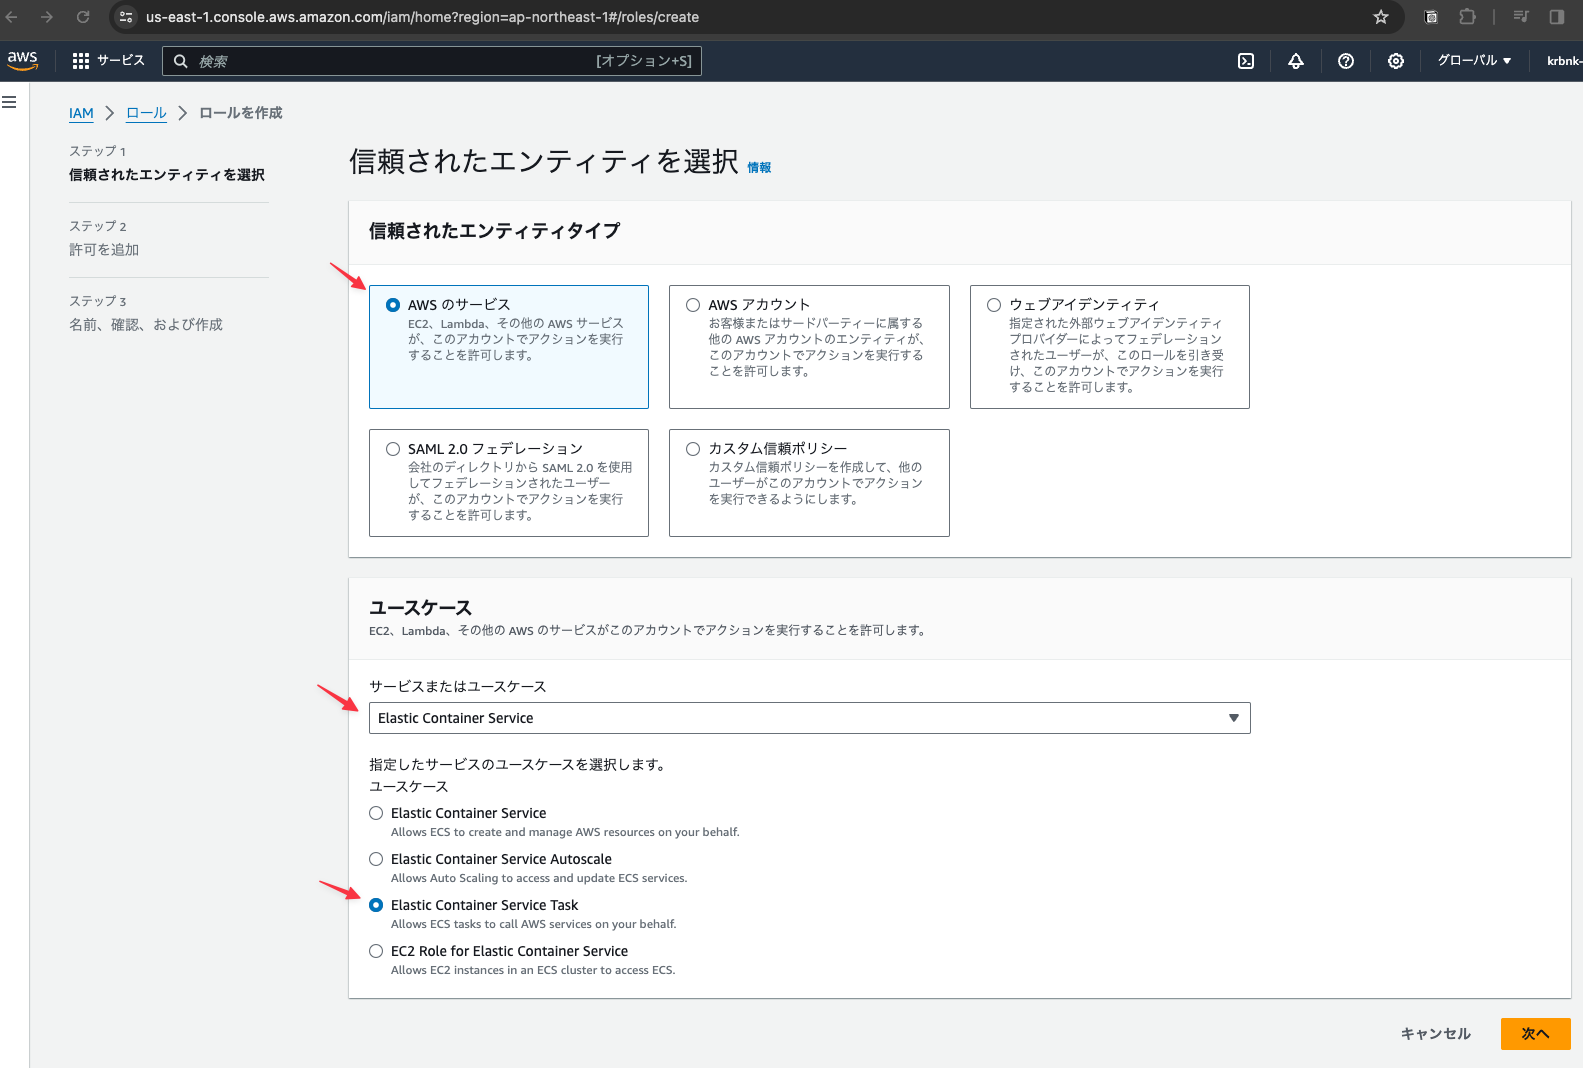 us-east-1.console.aws.amazon.com/iam/home?region=ap-northeast-1#/roles/create
aws
サービス
検索
[オプション+S]
グローバル
krbnk-
IAM
ロール
ロールを作成
ステップ 1
信頼されたエンティティを選択
ステップ 2
許可を追加
ステップ 3
名前、確認、および作成
信頼されたエンティティを選択 情報
信頼されたエンティティタイプ
AWS のサービス
EC2、Lambda、その他の AWS サービス
が、このアカウントでアクションを実行
することを許可します。
AWS アカウント
お客様またはサードパーティーに属する
他の AWS アカウントのエンティティが、
このアカウントでアクションを実行する
ことを許可します。
ウェブアイデンティティ
指定された外部ウェブアイデンティティ
プロバイダーによってフェデレーション
されたユーザーが、このロールを引き受
け、このアカウントでアクションを実行
することを許可します。
SAML 2.0 フェデレーション
会社のディレクトリから SAML 2.0 を使用
してフェデレーションされたユーザー
が、このアカウントでアクションを実行
することを許可します。
カスタム信頼ポリシー
カスタム信頼ポリシーを作成して、他の
ユーザーがこのアカウントでアクション
を実行できるようにします。
ユースケース
EC2、Lambda、その他の AWS のサービスがこのアカウントでアクションを実行することを許可します。
サービスまたはユースケース
Elastic Container Service
指定したサービスのユースケースを選択します。
ユースケース
Elastic Container Service
Allows ECS to create and manage AWS resources on your behalf.
Elastic Container Service Autoscale
Allows Auto Scaling to access and update ECS services.
Elastic Container Service Task
Allows ECS tasks to call AWS services on your behalf.
EC2 Role for Elastic Container Service
Allows EC2 instances in an ECS cluster to access ECS.
キャンセル
次へ